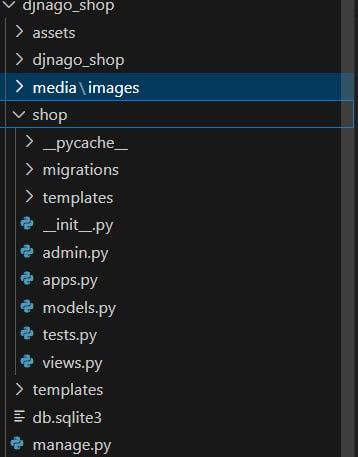 djnago_shop
assets
djnago_shop
media\images
shop
__pycache__
migrations
templates
__init__.py
admin.py
apps.py
models.py
tests.py
views.py
templates
db.sqlite3
manage.py